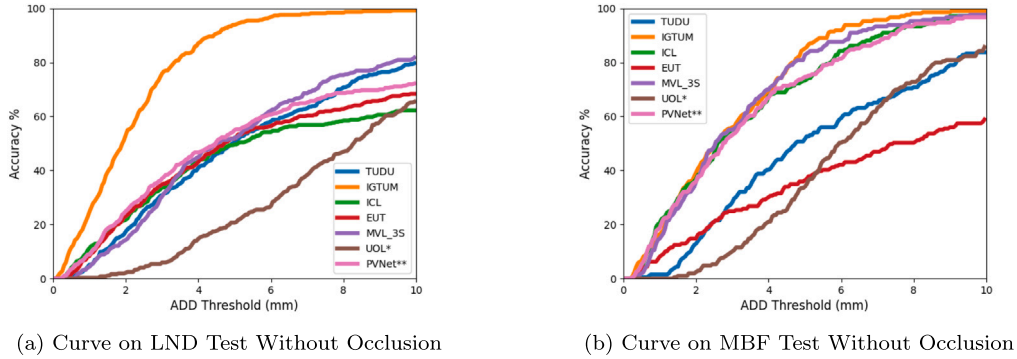 100
80
60
40
20
0
Accuracy %
TUDU
IGTUM
ICL
EUT
MVL_3S
UOL*
PVNet**
0 2 4 6 8 10
ADD Threshold (mm)
(a) Curve on LND Test Without Occlusion
100
80
60
40
20
0
Accuracy %
TUDU
IGTUM
ICL
EUT
MVL_3S
UOL*
PVNet**
0 2 4 6 8 10
ADD Threshold (mm)
(b) Curve on MBF Test Without Occlusion